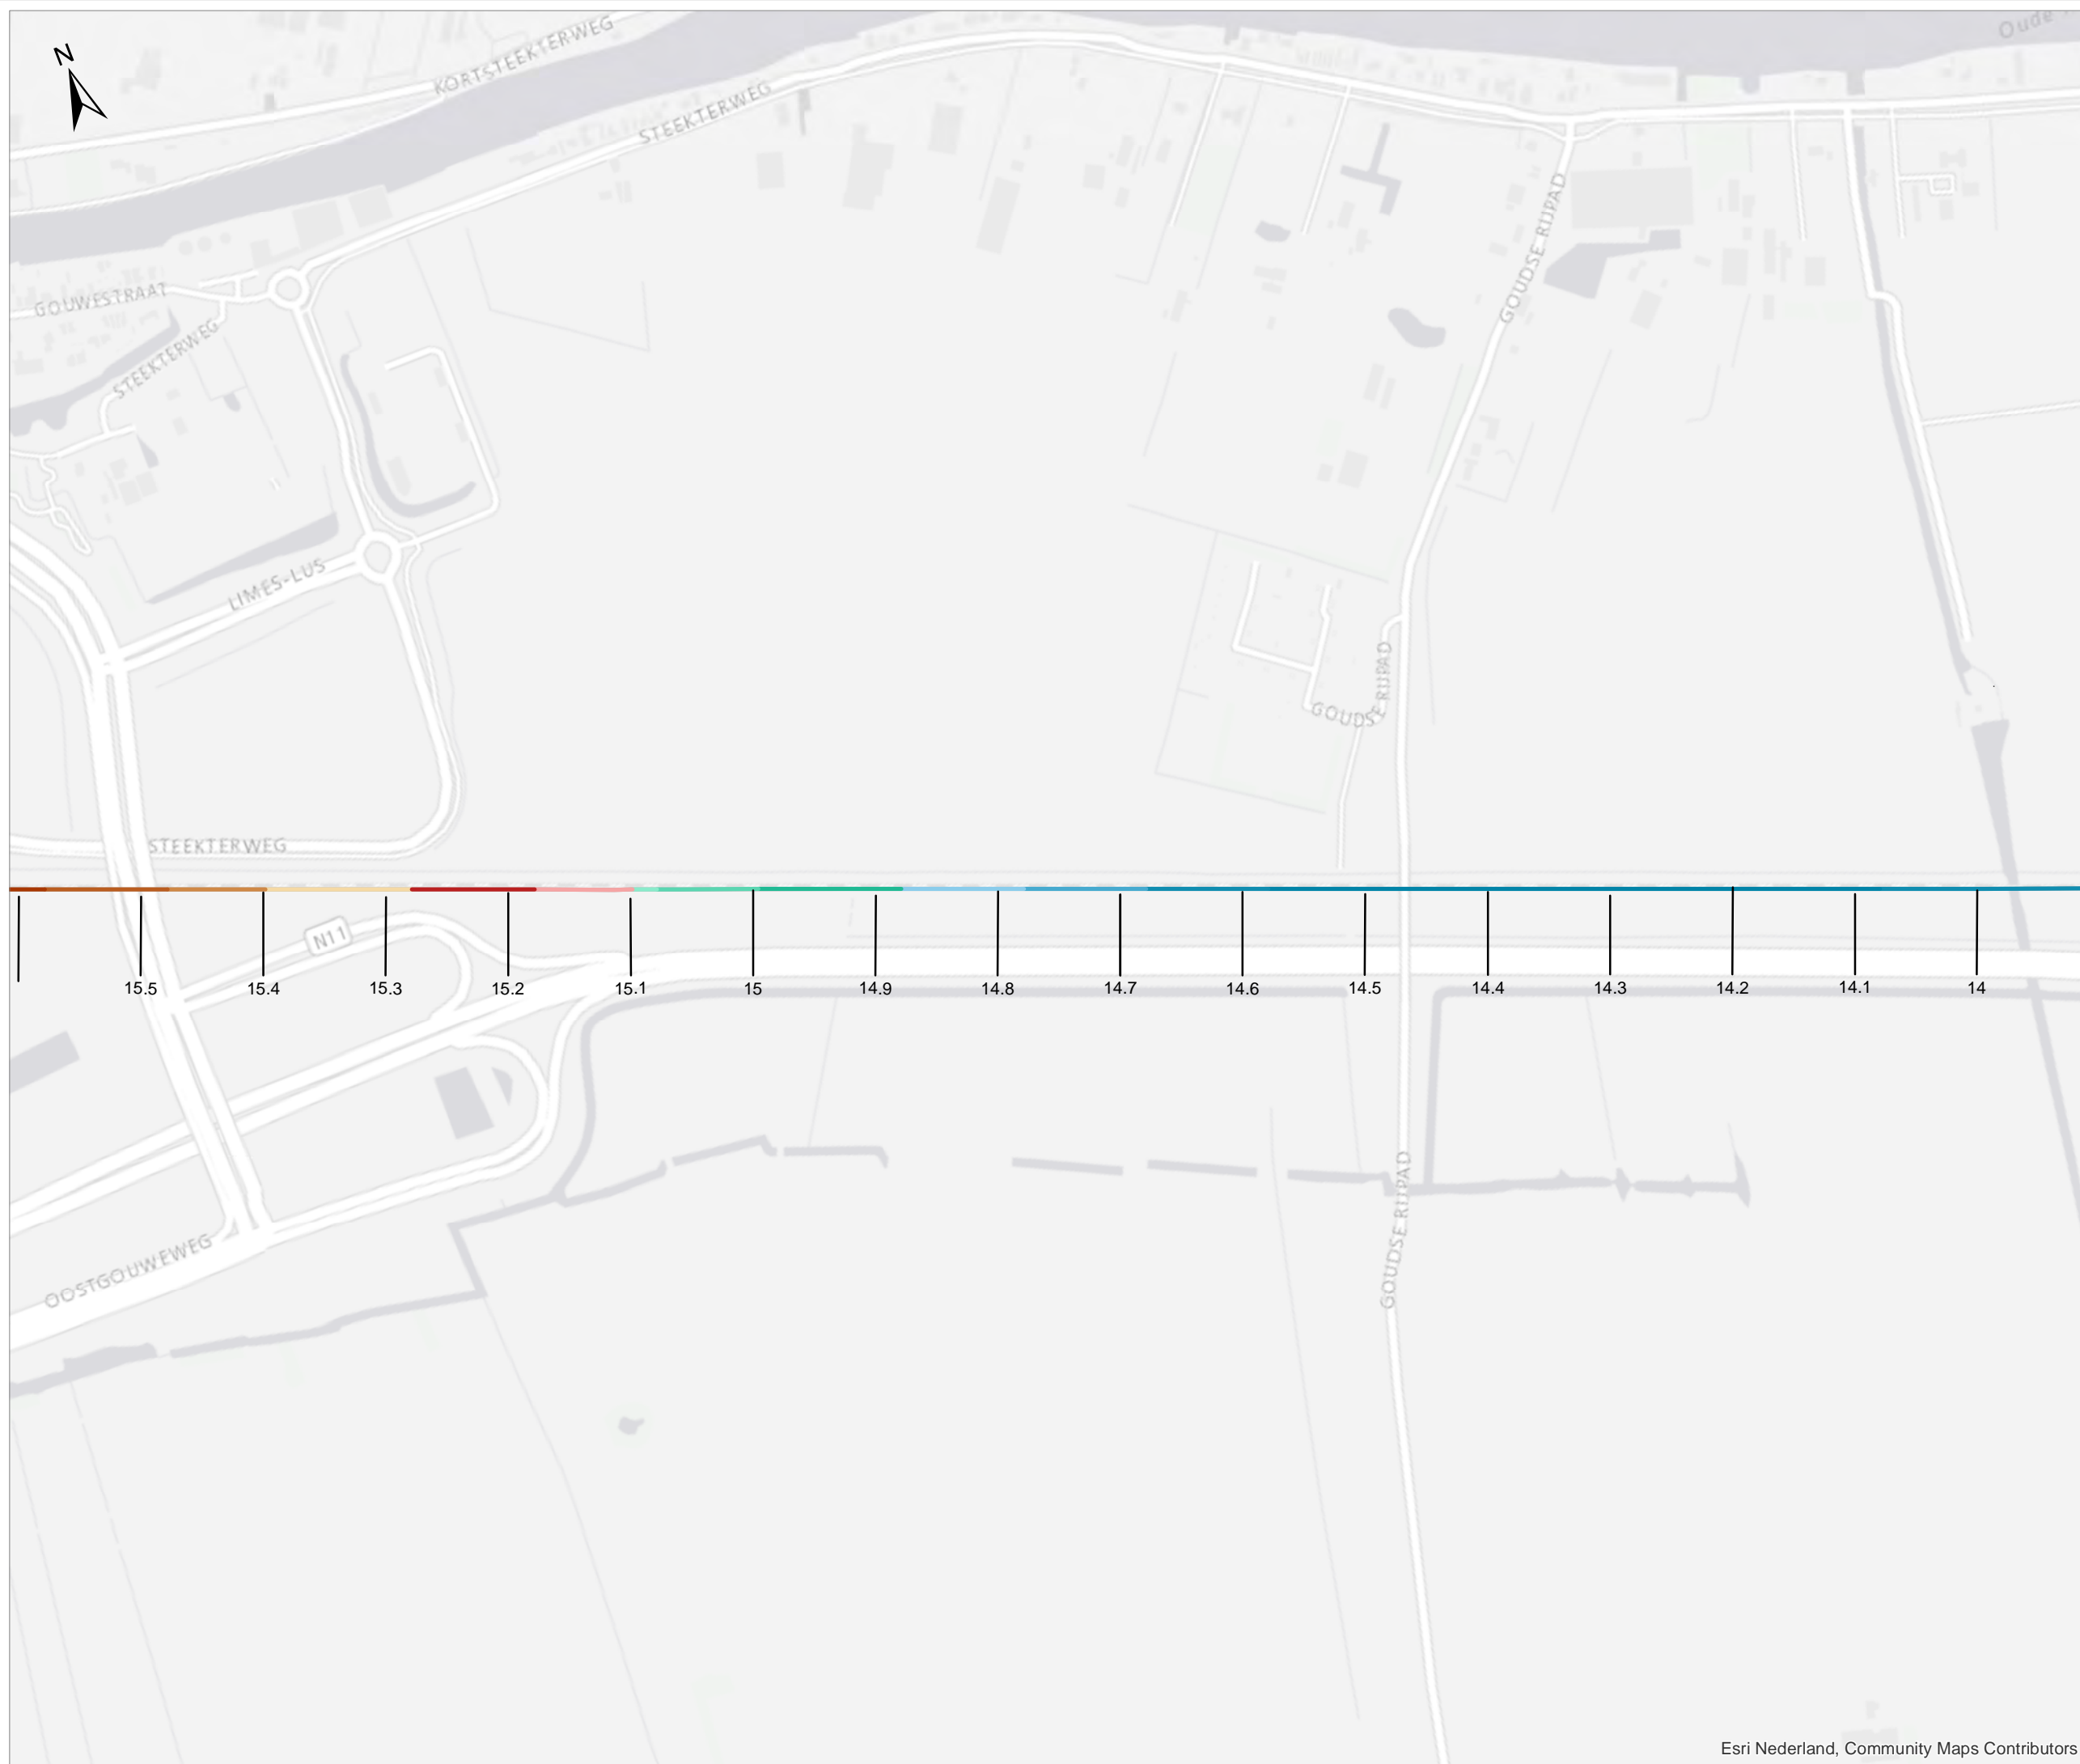 N
KORTSTEEKTERWEG
STEEKTERWEG
GOUWESTRAAT
STEEKTERWEG
GOUDSE RIJPAD
LIMES-LUS
GOUDSE RIJPAD
STEEKTERWEG
N11
15.5 15.4 15.3 15.2 15.1 15 14.9 14.8 14.7 14.6 14.5 14.4 14.3 14.2 14.1 14
GOUDSE RIJPAD
OOSTGOUWEWEG
Oude
Esri Nederland, Community Maps Contributors